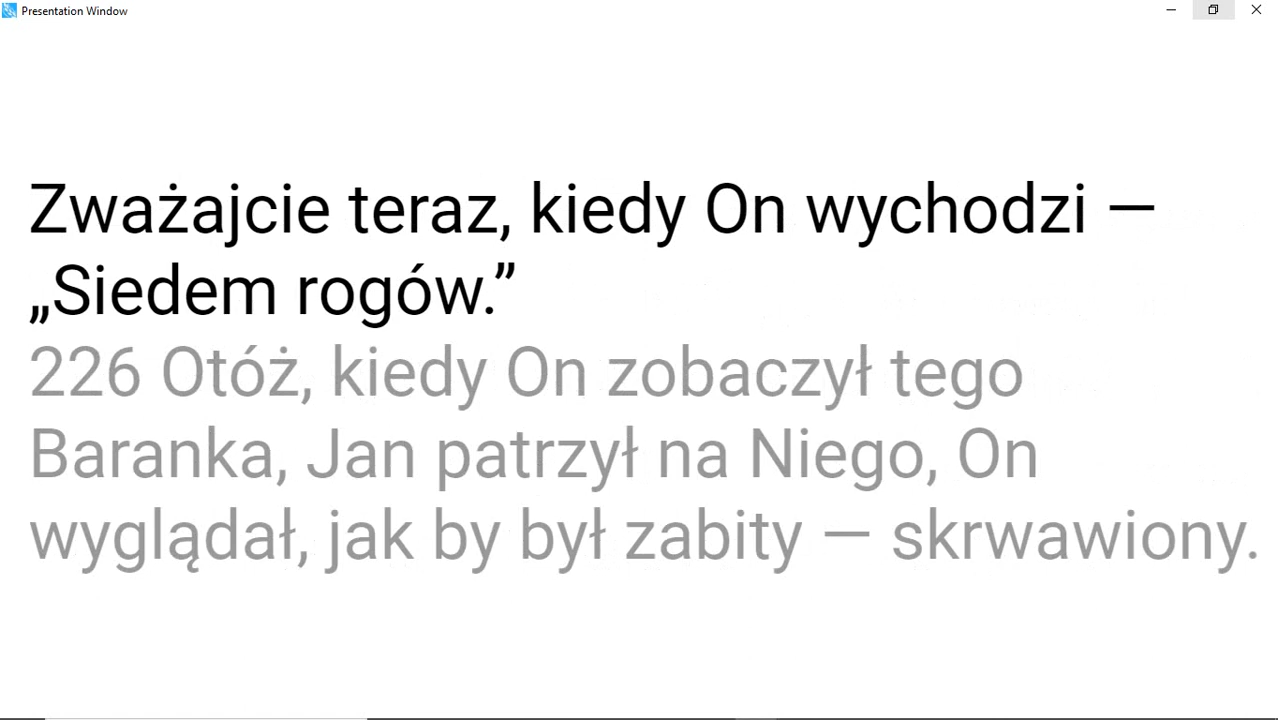 Presentation Window
Zważajcie teraz, kiedy On wychodzi —
„Siedem rogów.”
226 Otóż, kiedy On zobaczył tego
Baranka, Jan patrzył na Niego, On
wyglądał, jak by był zabity — skrwawiony.